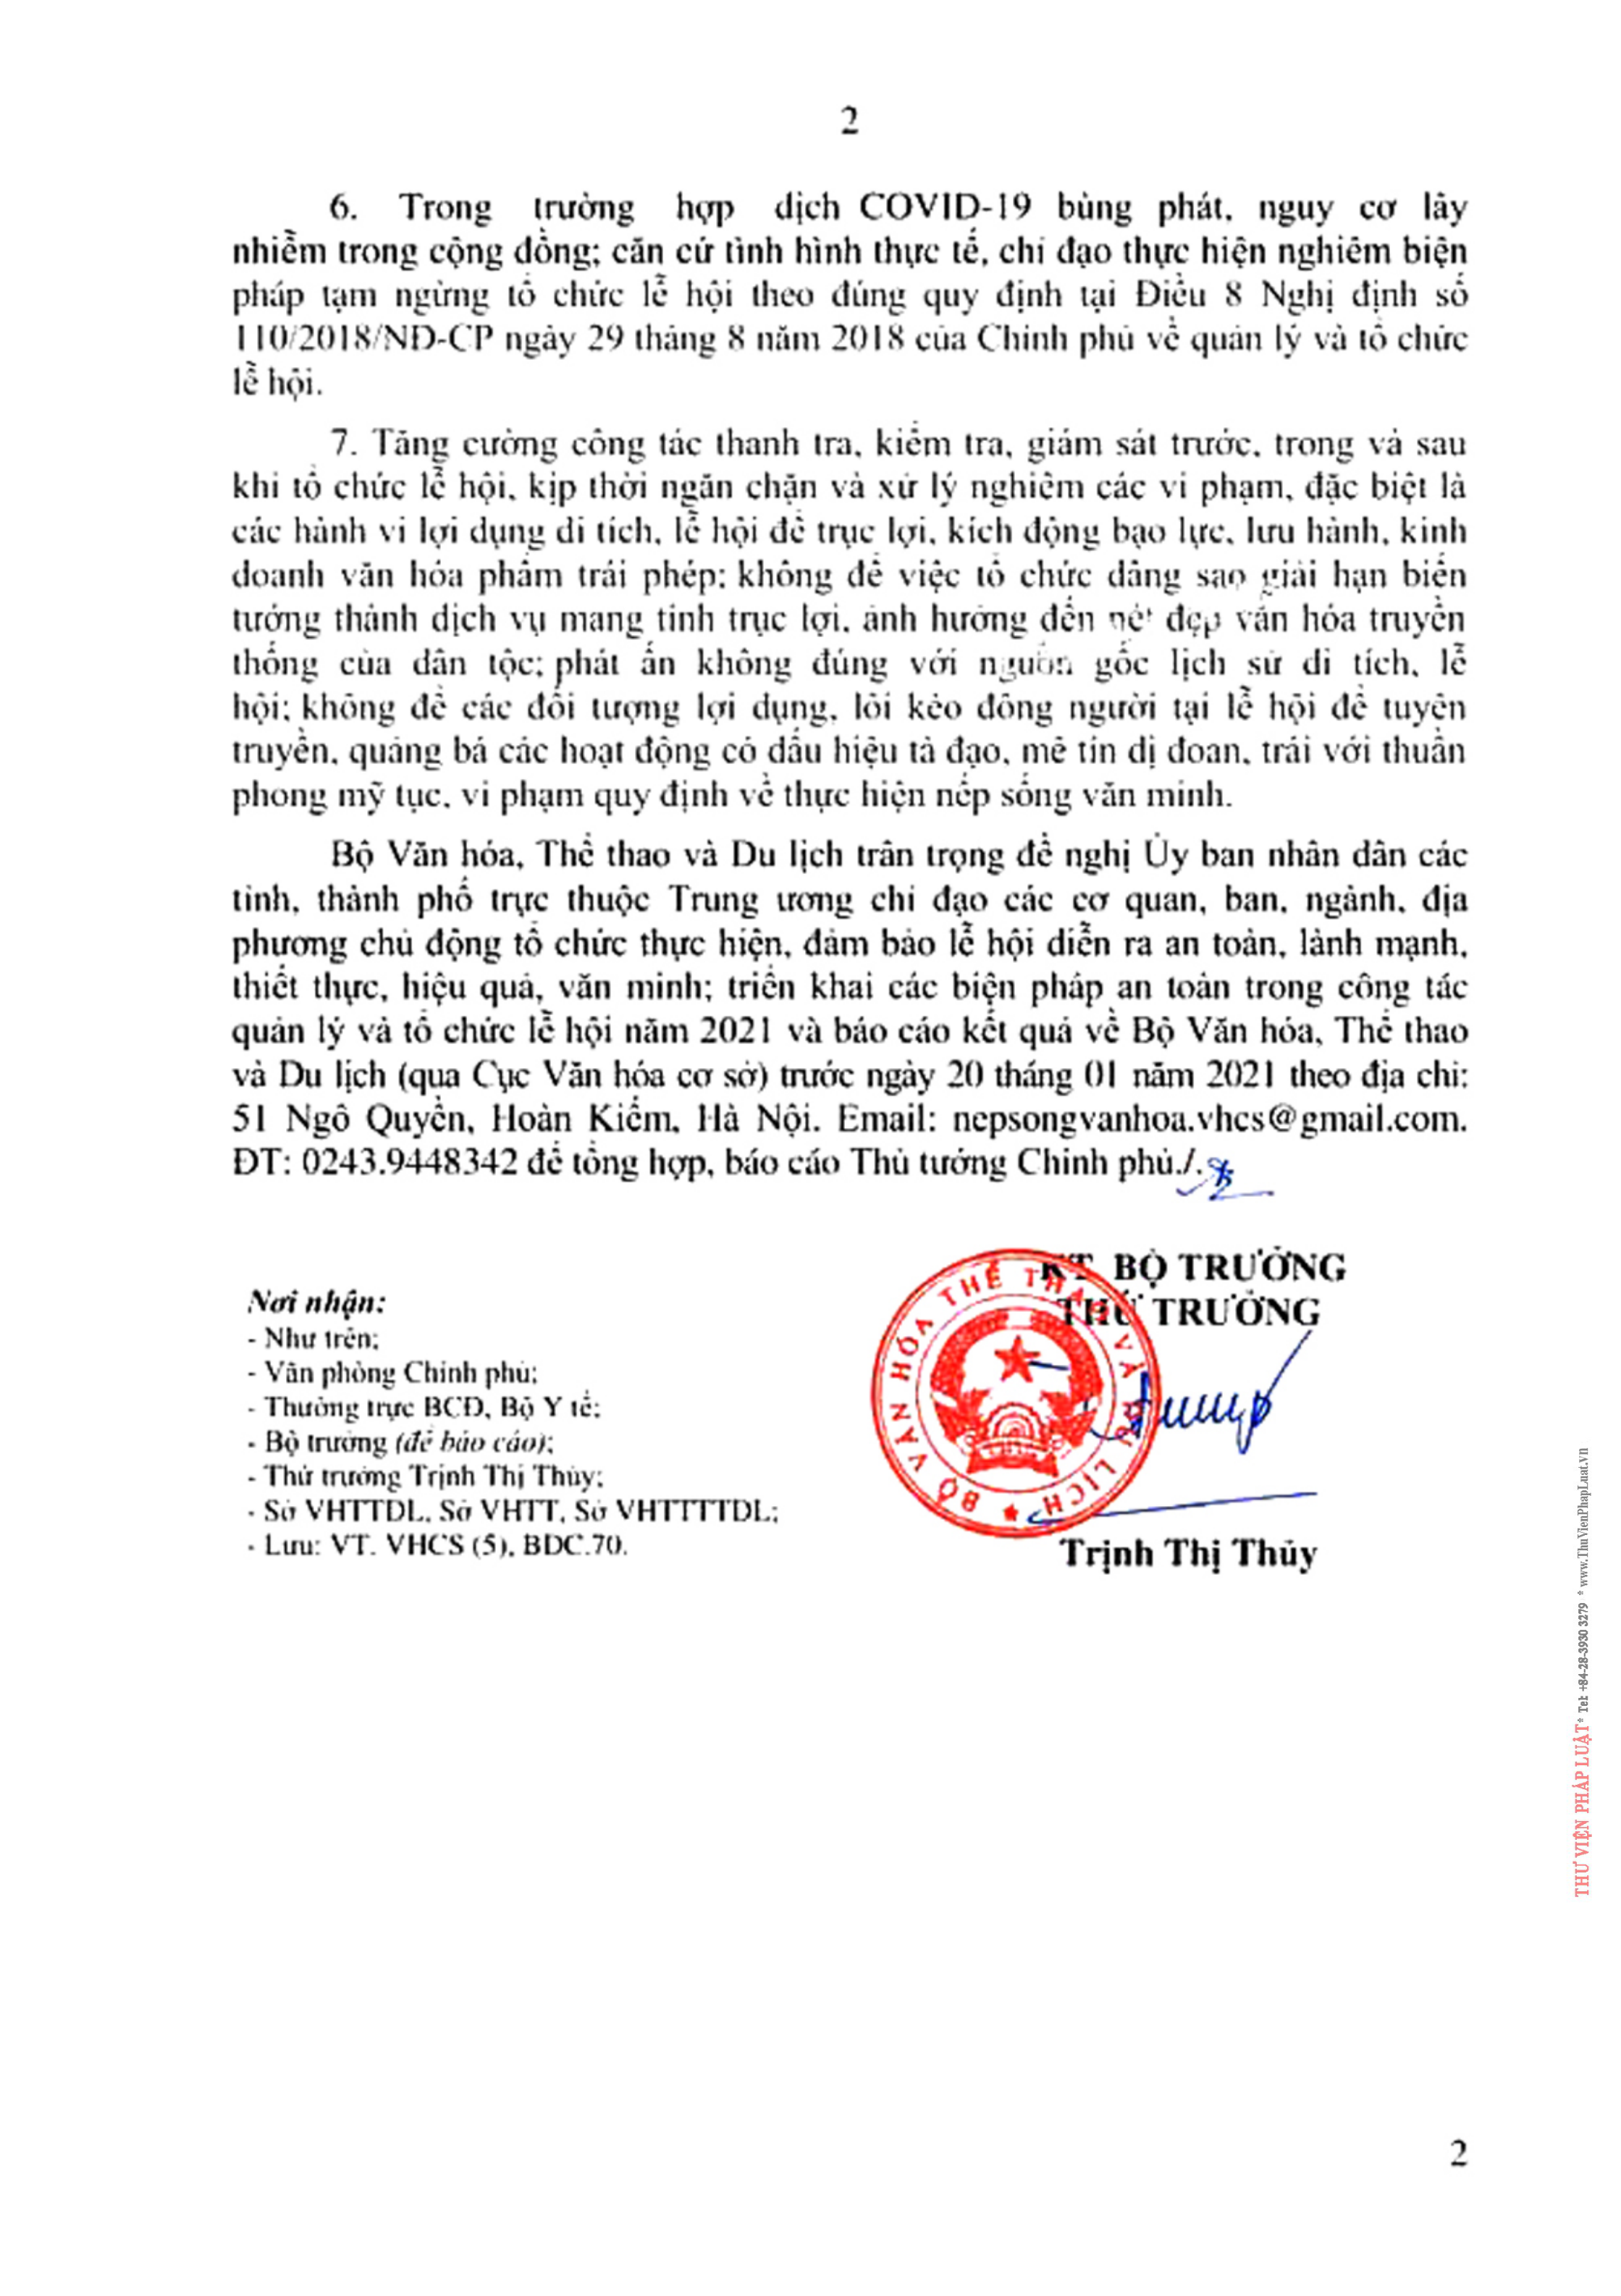 2
6. Trong trường hợp dịch COVID-19 bùng phát, nguy cơ lây
nhiễm trong cộng đồng; căn cứ tình hình thực tế, chỉ đạo thực hiện nghiêm biện
pháp tạm ngừng tổ chức lễ hội theo đúng quy định tại Điều 8 Nghị định số
110/2018/NĐ-CP ngày 29 tháng 8 năm 2018 của Chính phủ về quản lý và tổ chức
lễ hội.
7. Tăng cường công tác thanh tra, kiểm tra, giám sát trước, trong và sau
khi tổ chức lễ hội, kịp thời ngăn chặn và xử lý nghiêm các vi phạm, đặc biệt là
các hành vi lợi dụng di tích, lễ hội để trục lợi, kích động bạo lực, lưu hành, kinh
doanh văn hóa phẩm trái phép; không để việc tổ chức dâng sao giải hạn biến
tướng thành dịch vụ mang tính trục lợi, ảnh hưởng đến nét đẹp văn hóa truyền
thống của dân tộc; phát ấn không đúng với nguồn gốc lịch sử di tích, lễ
hội; không để các đối tượng lợi dụng, lôi kéo đông người tại lễ hội để tuyên
truyền, quảng bá các hoạt động có dấu hiệu tà đạo, mê tín dị đoan, trái với thuần
phong mỹ tục, vi phạm quy định về thực hiện nếp sống văn minh.
Bộ Văn hóa, Thể thao và Du lịch trân trọng đề nghị Ủy ban nhân dân các
tỉnh, thành phố trực thuộc Trung ương chỉ đạo các cơ quan, ban, ngành, địa
phương chủ động tổ chức thực hiện, đảm bảo lễ hội diễn ra an toàn, lành mạnh,
thiết thực, hiệu quả, văn minh; triển khai các biện pháp an toàn trong công tác
quản lý và tổ chức lễ hội năm 2021 và báo cáo kết quả về Bộ Văn hóa, Thể thao
và Du lịch (qua Cục Văn hóa cơ sở) trước ngày 20 tháng 01 năm 2021 theo địa chỉ:
51 Ngô Quyền, Hoàn Kiếm, Hà Nội. Email: nepsongvanhoa.vhcs@gmail.com.
ĐT: 0243.9448342 để tổng hợp, báo cáo Thủ tướng Chính phủ./.
KT. BỘ TRƯỞNG
THỨ TRƯỞNG
BỘ VĂN HÓA THỂ THAO VÀ DU LỊCH
Trịnh Thị Thủy
Nơi nhận:
- Như trên;
- Văn phòng Chính phủ;
- Thường trực BCĐ, Bộ Y tế;
- Bộ trưởng (để báo cáo);
- Thứ trưởng Trịnh Thị Thủy;
- Sở VHTTDL, Sở VHTT, Sở VHTTTTDL;
- Lưu: VT, VHCS (5), BDC.70.
THƯ VIỆN PHÁP LUẬT * Tel: +84-28-3930 3279 * www.ThuVienPhapLuat.vn
2